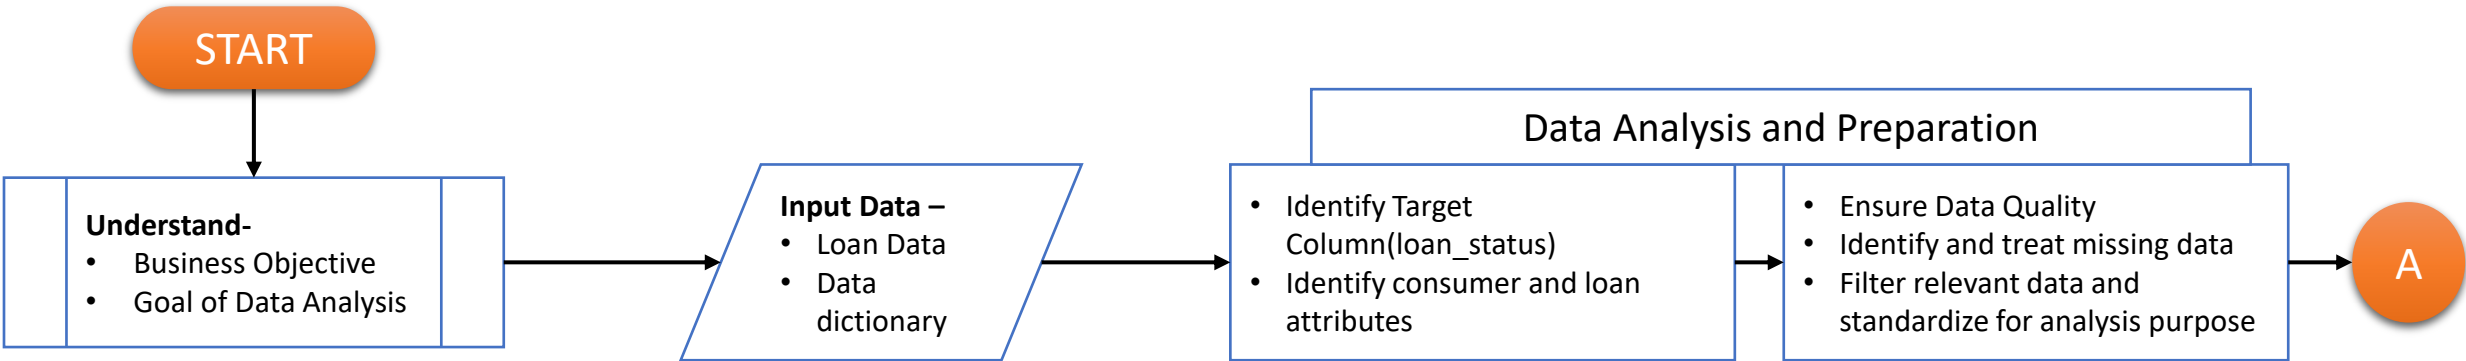 START
Understand-
• Business Objective
• Goal of Data Analysis
Input Data –
• Loan Data
• Data
dictionary
Data Analysis and Preparation
• Identify Target
Column(loan_status)
• Identify consumer and loan
attributes
• Ensure Data Quality
• Identify and treat missing data
• Filter relevant data and
standardize for analysis purpose
A